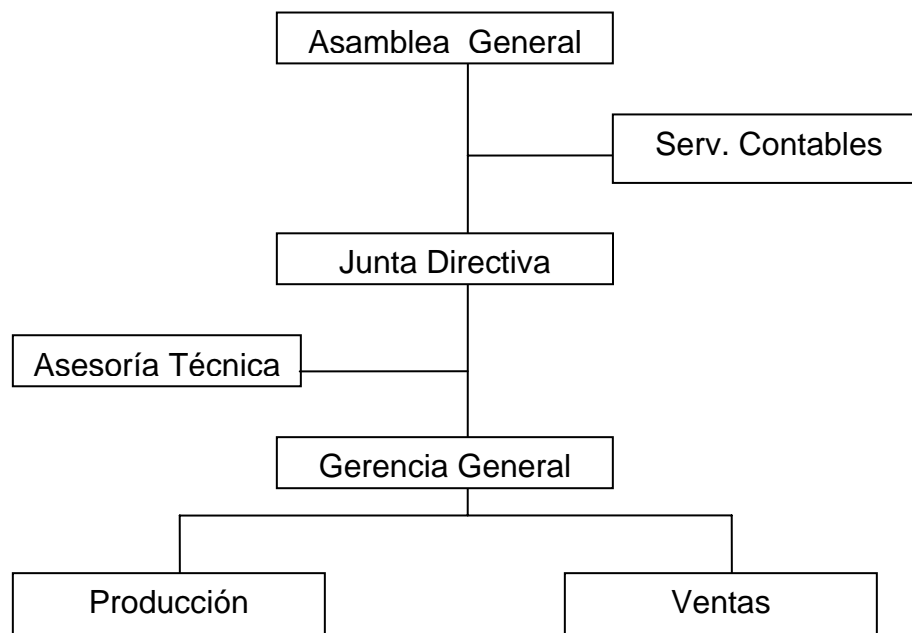 Asamblea General
Serv. Contables
Junta Directiva
Asesoría Técnica
Gerencia General
Producción
Ventas